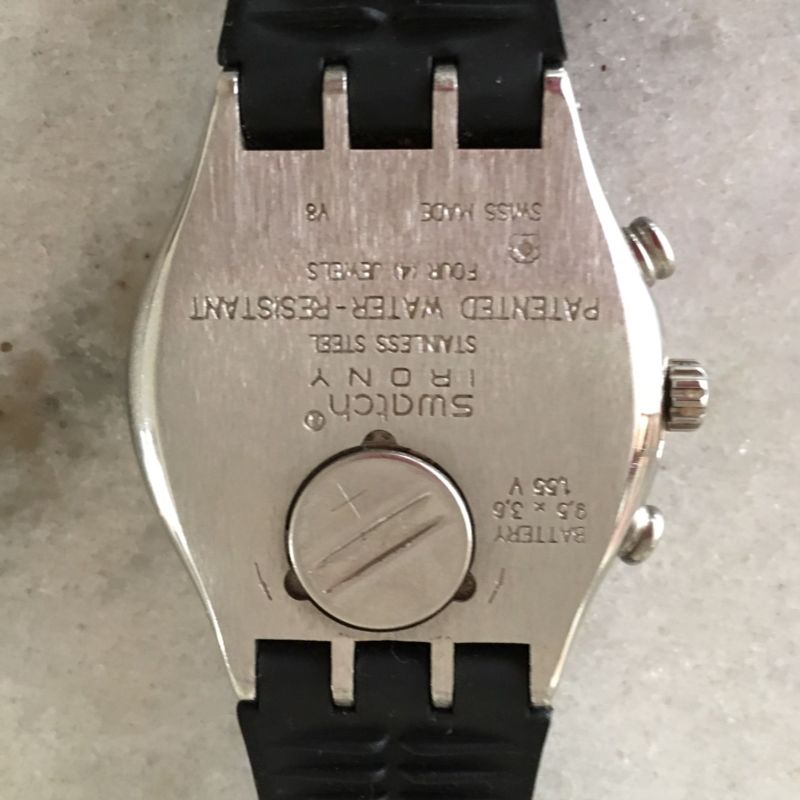 +
BATTERY
9,5 x 3,6
1,55 V
swatch®
IRONY
STAINLESS STEEL
PATENTED WATER-RESISTANT
FOUR (4) JEWELS
SWISS MADE V8